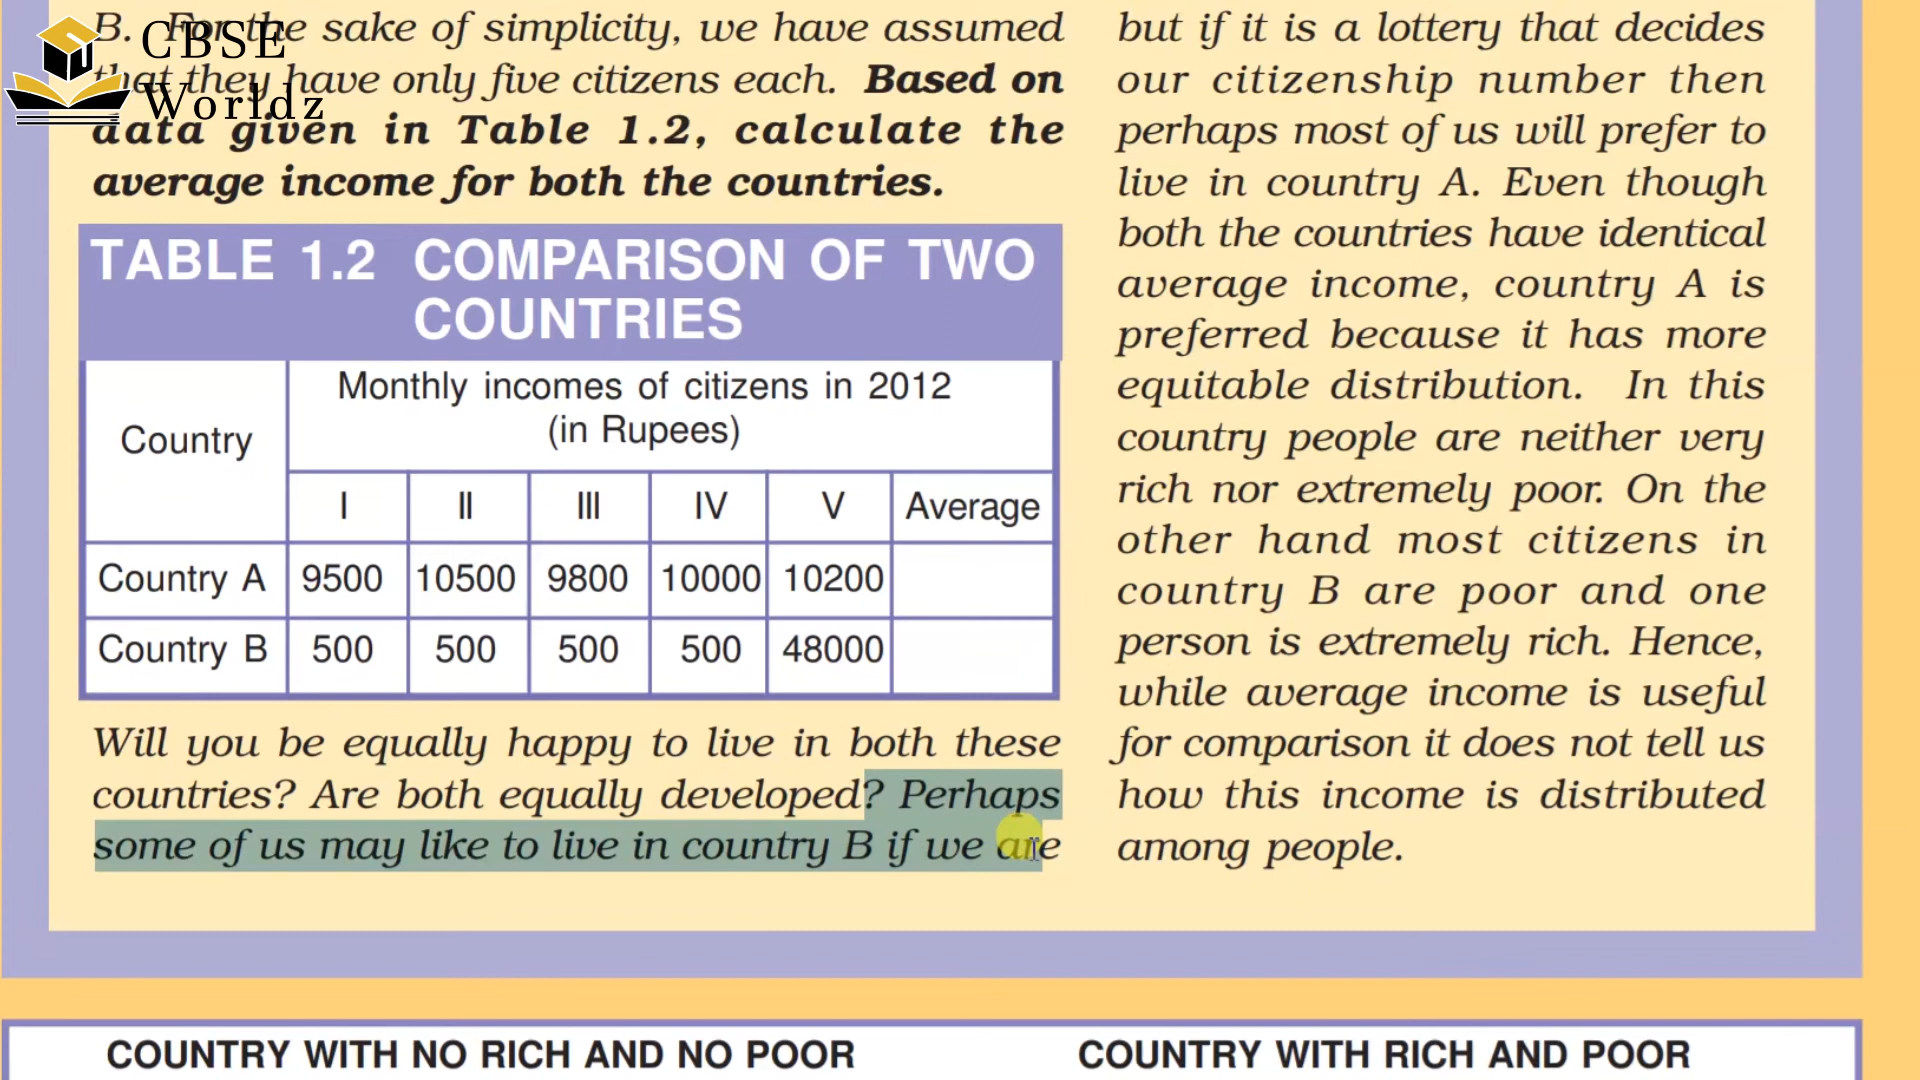 CBSE
Worldz
B. For the sake of simplicity, we have assumed
that they have only five citizens each. Based on
data given in Table 1.2, calculate the
average income for both the countries.
TABLE 1.2 COMPARISON OF TWO
COUNTRIES
Country
Monthly incomes of citizens in 2012
(in Rupees)
I II III IV V Average
Country A 9500 10500 9800 10000 10200
Country B 500 500 500 500 48000
Will you be equally happy to live in both these
countries? Are both equally developed? Perhaps
some of us may like to live in country B if we are
but if it is a lottery that decides
our citizenship number then
perhaps most of us will prefer to
live in country A. Even though
both the countries have identical
average income, country A is
preferred because it has more
equitable distribution. In this
country people are neither very
rich nor extremely poor. On the
other hand most citizens in
country B are poor and one
person is extremely rich. Hence,
while average income is useful
for comparison it does not tell us
how this income is distributed
among people.
COUNTRY WITH NO RICH AND NO POOR
COUNTRY WITH RICH AND POOR